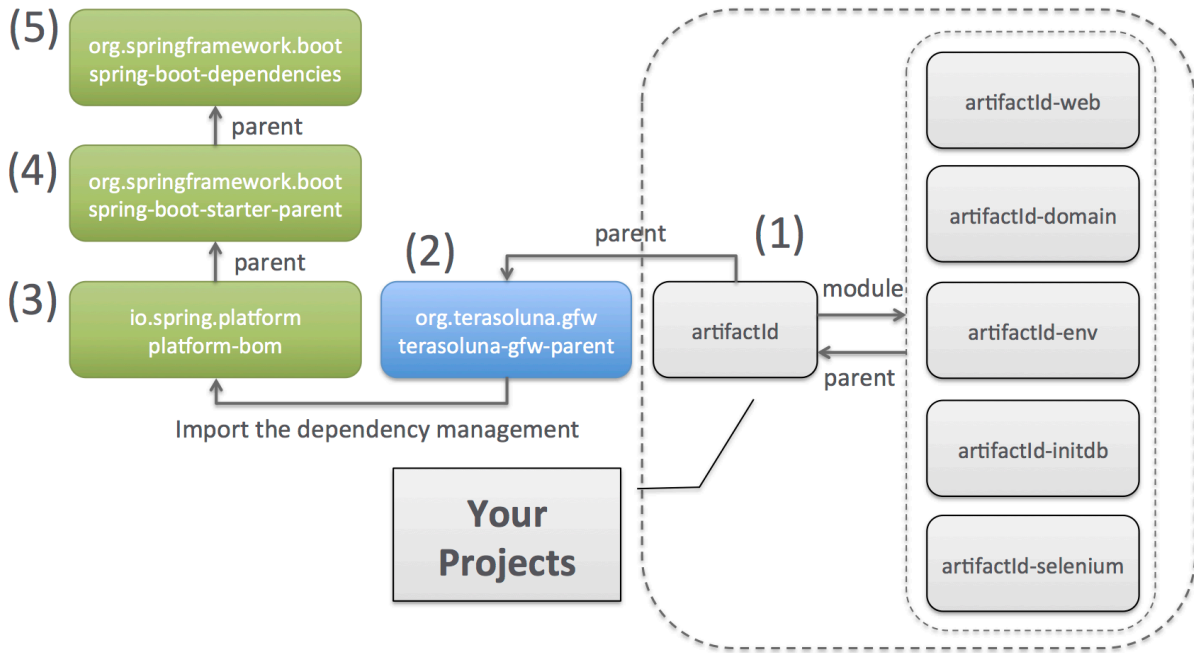 (5)
org.springframework.boot
spring-boot-dependencies
parent
(4)
org.springframework.boot
spring-boot-starter-parent
parent
(3)
io.spring.platform
platform-bom
(2)
org.terasoluna.gfw
terasoluna-gfw-parent
Import the dependency management
parent
(1)
artifactId
module
parent
Your
Projects
artifactId-web
artifactId-domain
artifactId-env
artifactId-initdb
artifactId-selenium